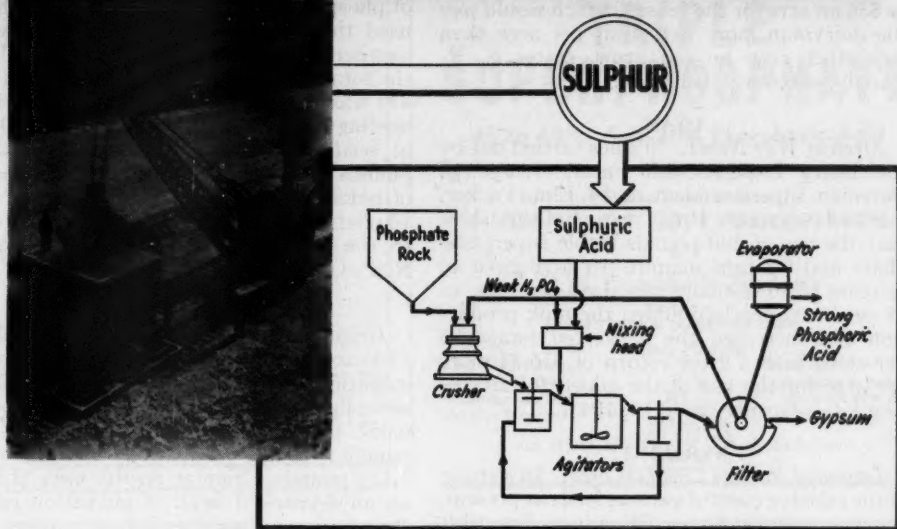 SULPHUR
Phosphate
Rock
Sulphuric
Acid
Evaporator
Weak H₃PO₄
Strong
Phosphoric
Acid
Mixing
head
Crusher
Gypsum
Agitators
Filter